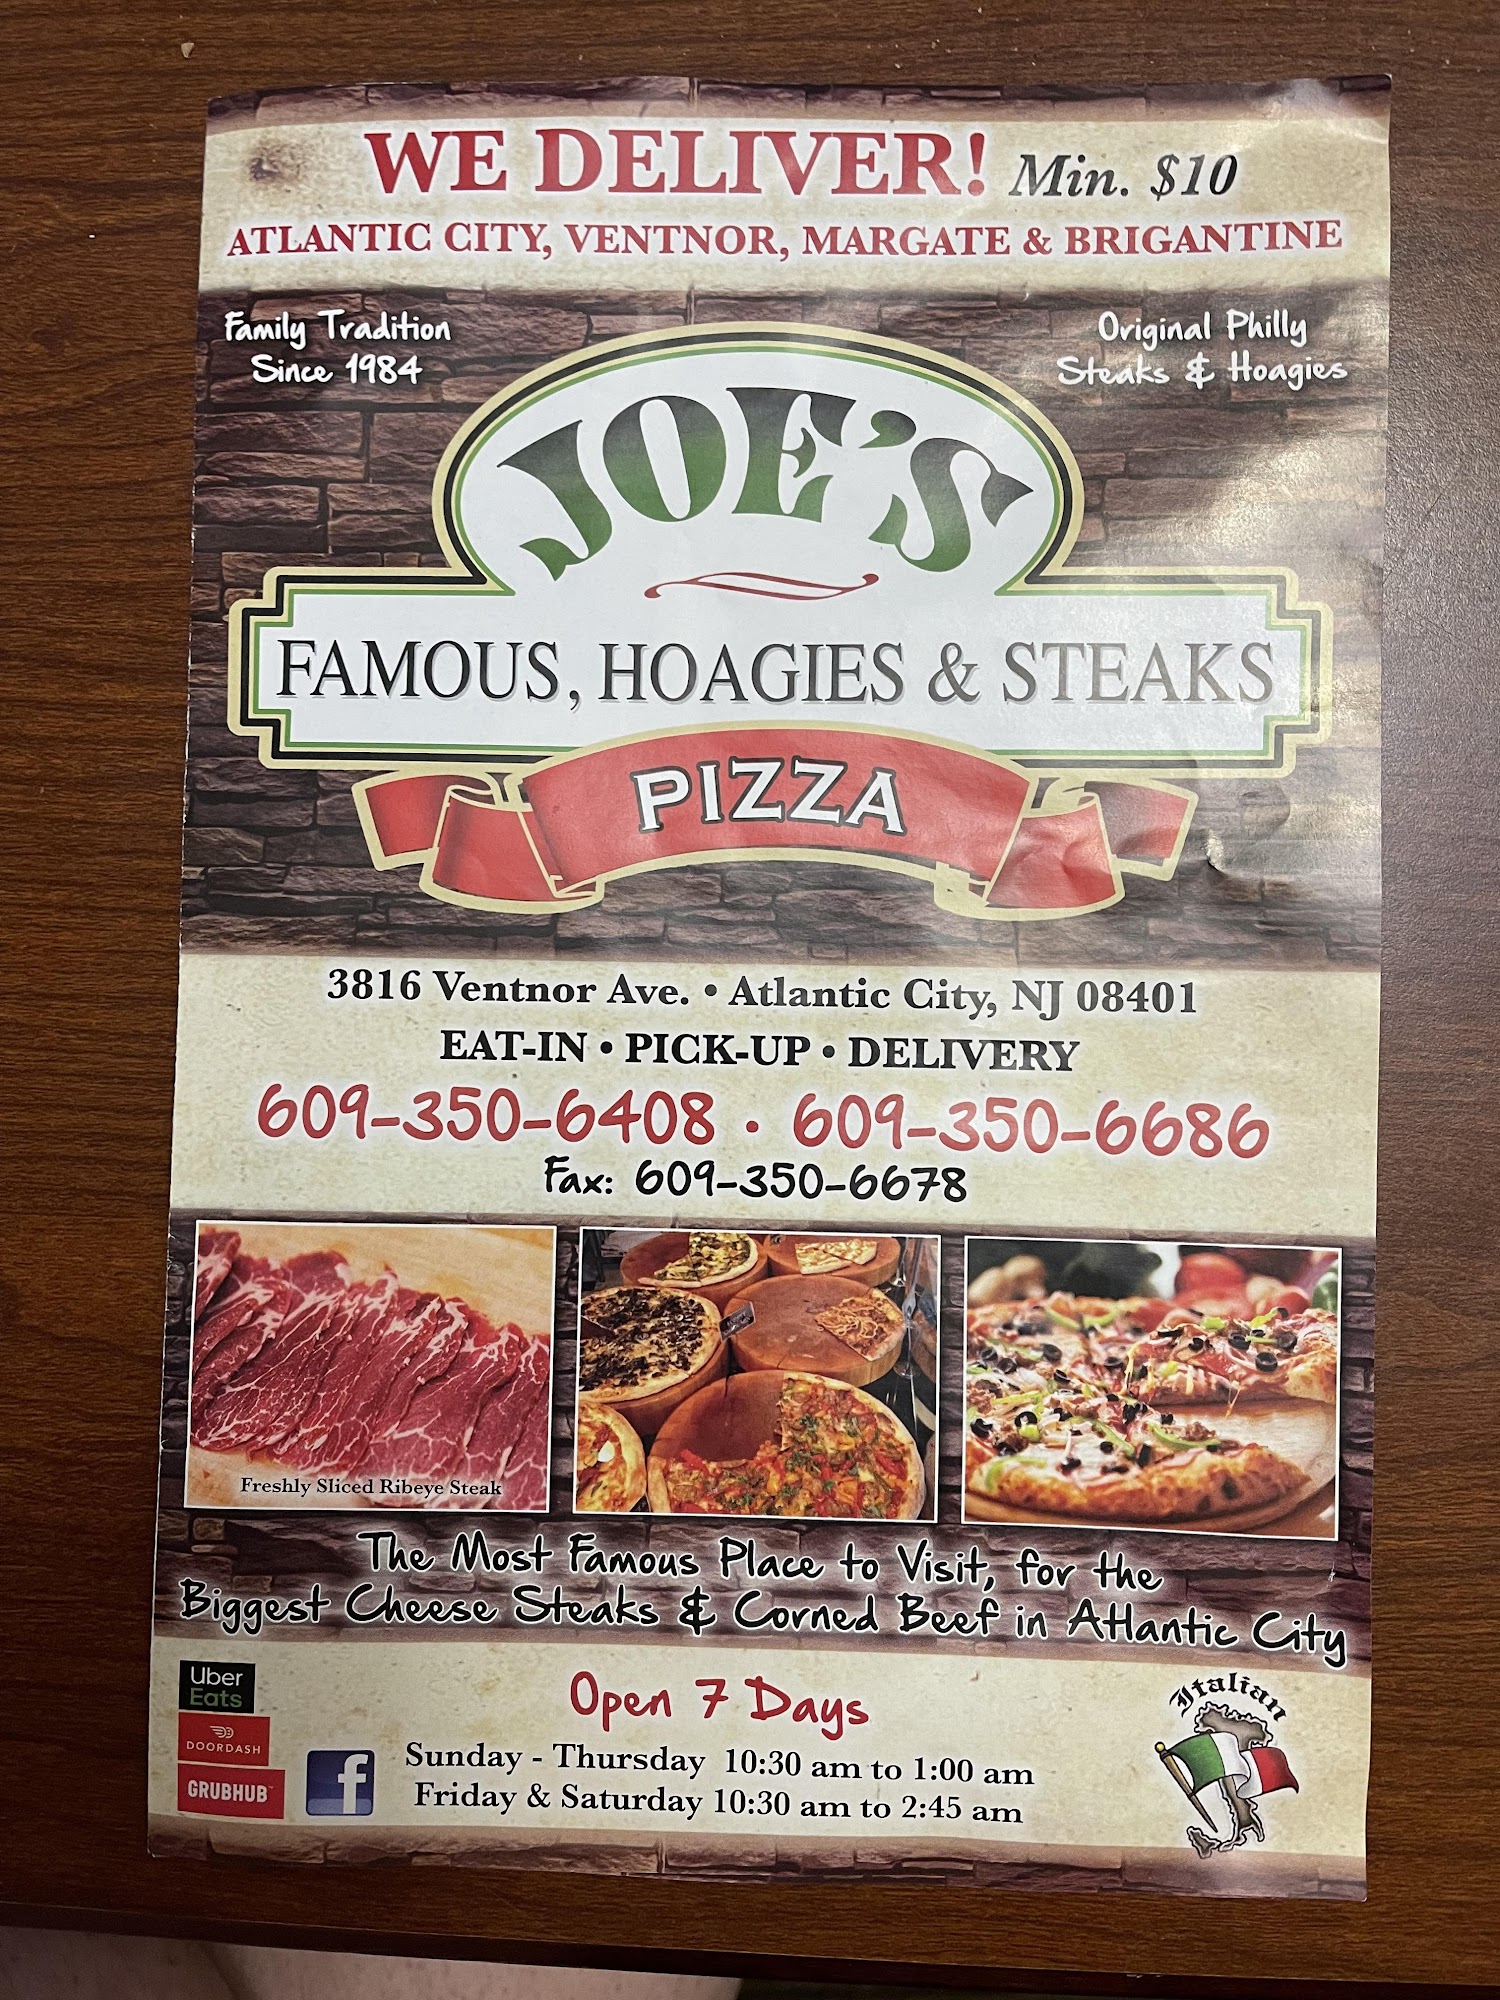 WE DELIVER! Min. $10
ATLANTIC CITY, VENTNOR, MARGATE & BRIGANTINE
Family Tradition
Since 1984
Original Philly
Steaks & Hoagies
JOE'S
FAMOUS, HOAGIES & STEAKS
PIZZA
3816 Ventnor Ave. • Atlantic City, NJ 08401
EAT-IN • PICK-UP • DELIVERY
609-350-6408 • 609-350-6686
Fax: 609-350-6678
Freshly Sliced Ribeye Steak
The Most Famous Place to Visit, for the
Biggest Cheese Steaks & Corned Beef in Atlantic City
Uber
Eats
DOORDASH
GRUBHUB™
f
Open 7 Days
Sunday - Thursday 10:30 am to 1:00 am
Friday & Saturday 10:30 am to 2:45 am
Italian